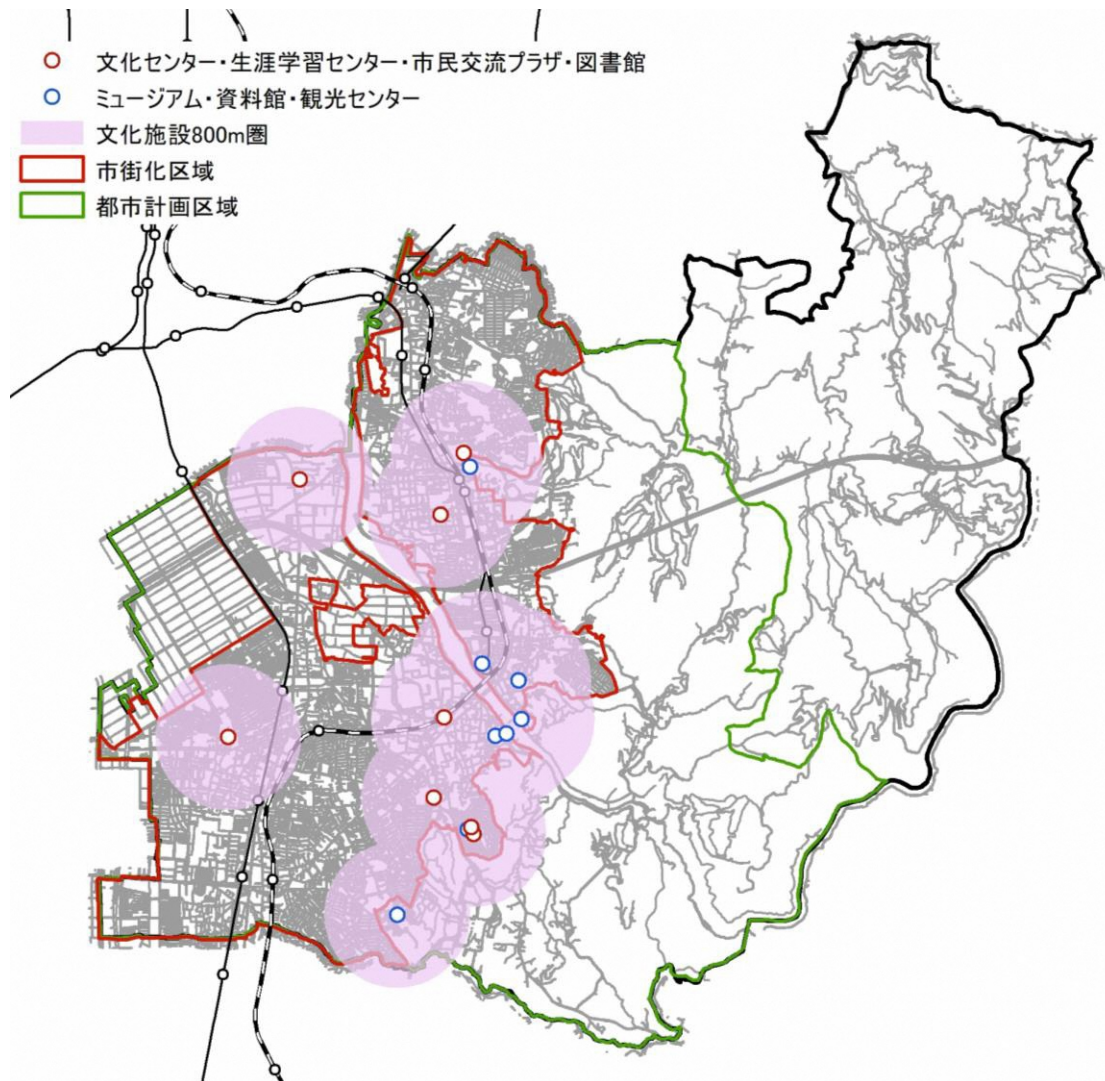 文化センター・生涯学習センター・市民交流プラザ・図書館
ミュージアム・資料館・観光センター
文化施設800m圏
市街化区域
都市計画区域